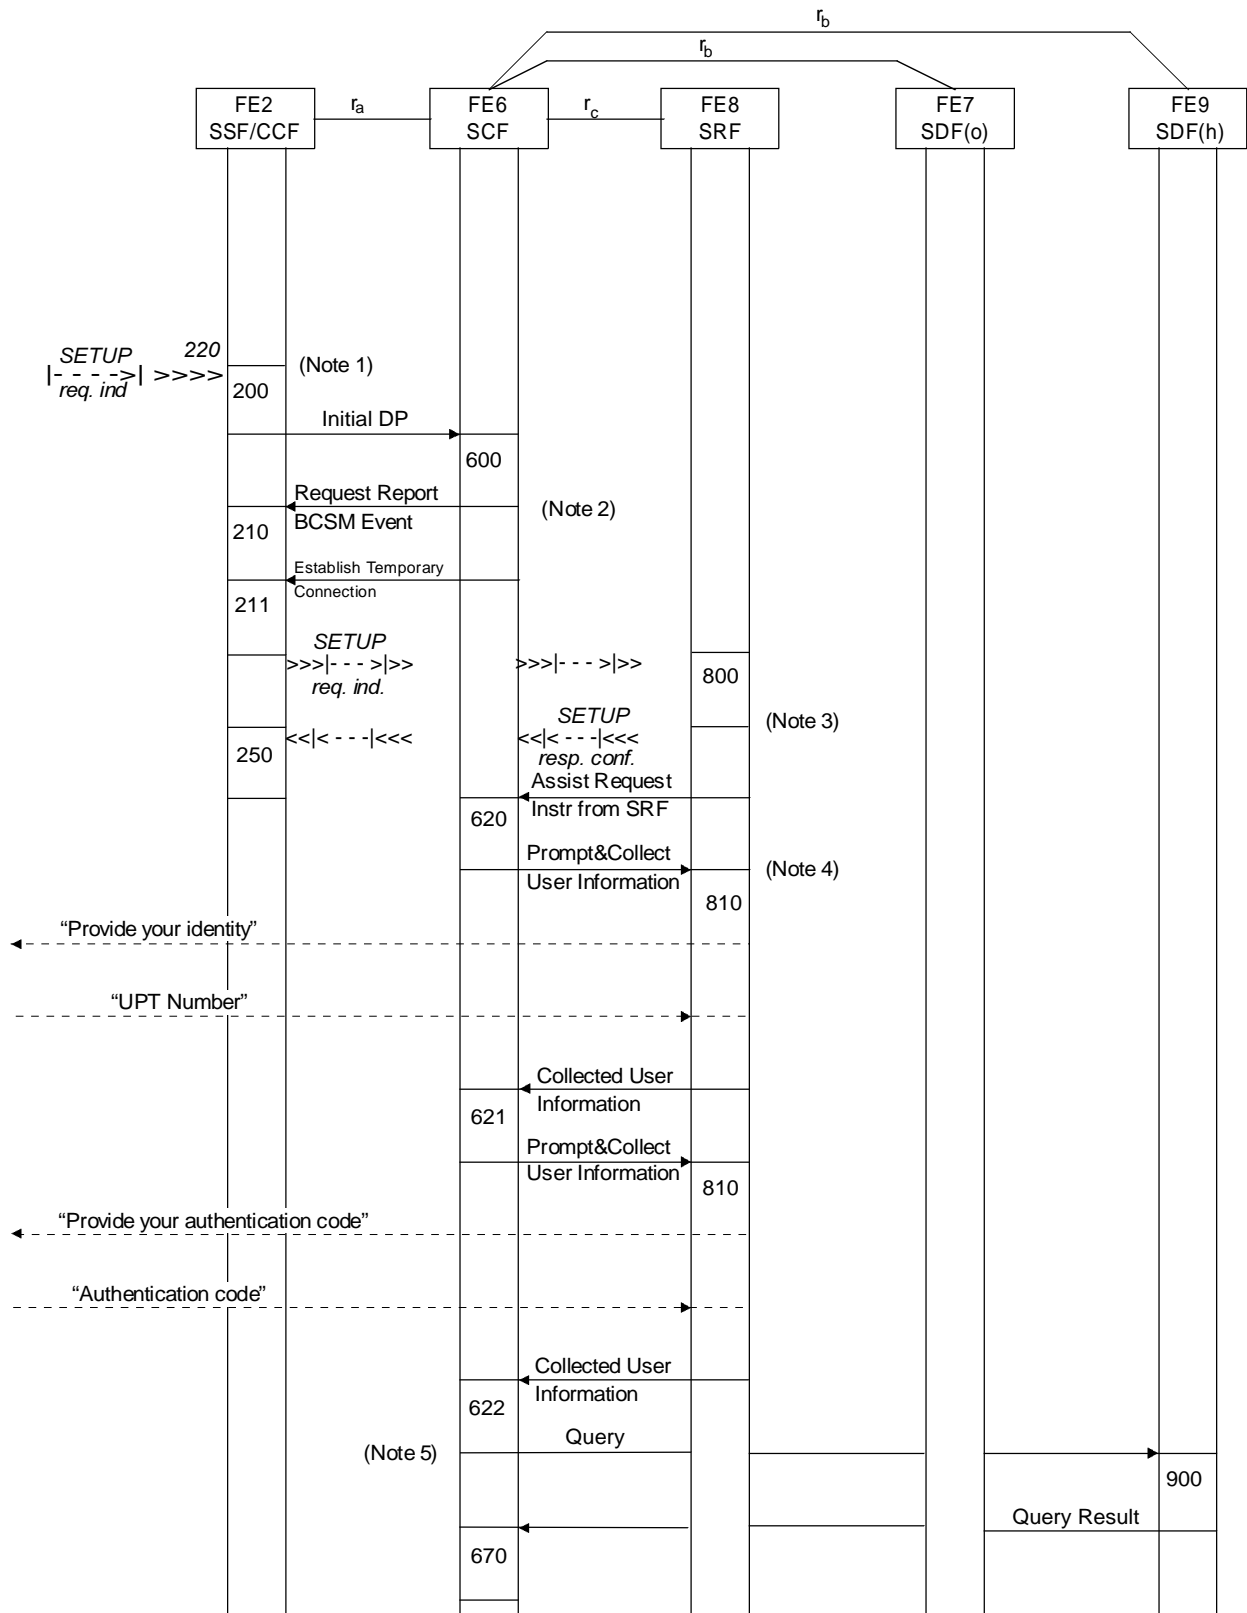 r_b
r_b
FE2
SSF/CCF
r_a
FE6
SCF
r_c
FE8
SRF
FE7
SDF(o)
FE9
SDF(h)
SETUP
220
(Note 1)
|- - - ->| >>>>
req. ind
200
Initial DP
600
Request Report
(Note 2)
BCSM Event
210
Establish Temporary
Connection
211
SETUP
>>>|- - ->|>>
>>>|- - ->|>>
req. ind.
800
SETUP
(Note 3)
<<|<- - -|<<<
<<|<- - -|<<<
250
resp. conf.
Assist Request
Instr from SRF
620
Prompt&Collect
(Note 4)
User Information
810
“Provide your identity”
“UPT Number”
Collected User
Information
621
Prompt&Collect
User Information
810
“Provide your authentication code”
“Authentication code”
Collected User
Information
622
Query
(Note 5)
900
Query Result
670